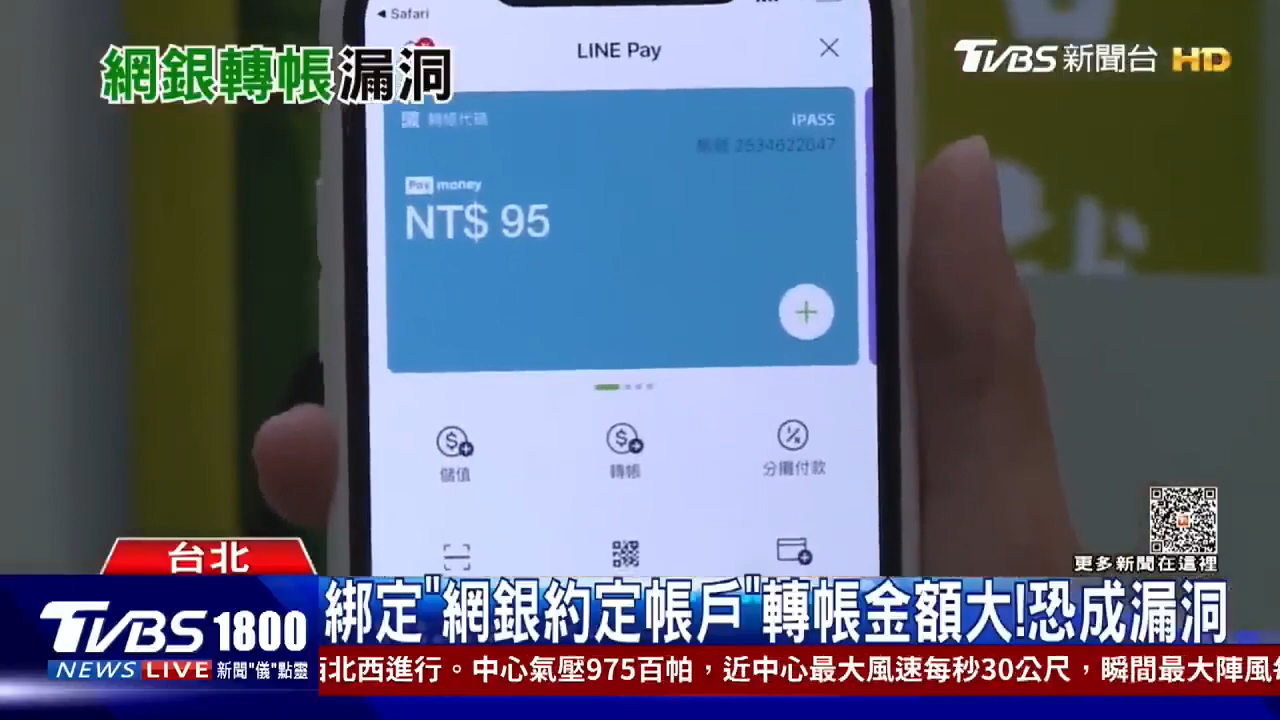 Safari
LINE Pay
網銀轉帳漏洞
TVBS新聞台 HD
轉帳代碼
iPASS
帳號 2534622647
Pay money
NT$ 95
儲值
轉帳
分攤付款
更多新聞在這裡
台北
綁定"網銀約定帳戶"轉帳金額大!恐成漏洞
TVBS 1800
NEWS LIVE 新聞"儀"點靈
北西進行。中心氣壓975百帕，近中心最大風速每秒30公尺，瞬間最大陣風